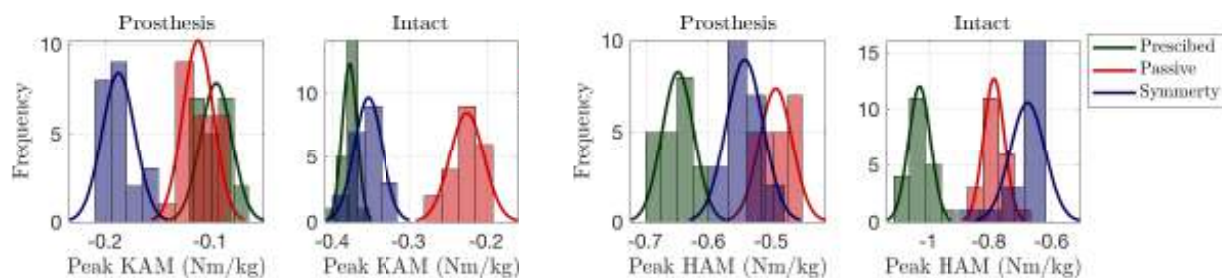 Prosthesis
Intact
Prosthesis
Intact
10
5
0
Frequency
-0.2
-0.1
Peak KAM (Nm/kg)
10
5
0
-0.4
-0.3
-0.2
Peak KAM (Nm/kg)
10
5
0
Frequency
-0.7
-0.6
-0.5
Peak HAM (Nm/kg)
15
10
5
0
-1
-0.8
-0.6
Peak HAM (Nm/kg)
Prescibed
Passive
Symmerty